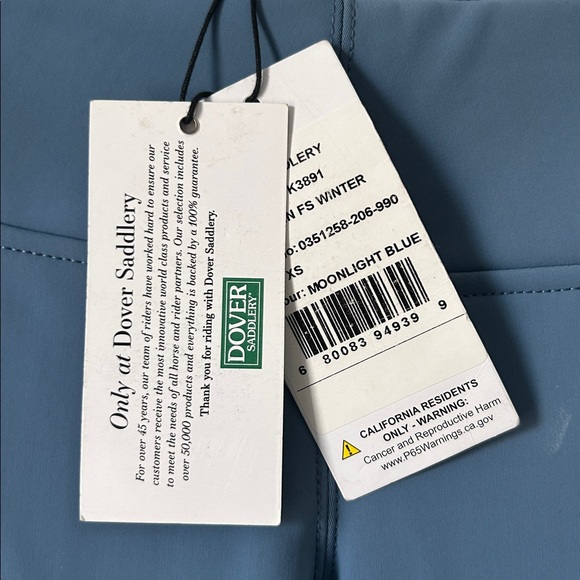 Only at Dover Saddlery
For over 45 years, our team of riders have worked hard to ensure our
customers receive the most innovative world class products and service
to meet the needs of all horse and rider partners. Our selection includes
over 50,000 products and everything is backed by a 100% guarantee.
Thank you for riding with Dover Saddlery.
DOVER
SADDLERY
DLERY
K3891
N FS WINTER
no: 0351258-206-990
XS
our: MOONLIGHT BLUE
6 80083 94939 9
CALIFORNIA RESIDENTS
ONLY - WARNING:
Cancer and Reproductive Harm
www.P65Warnings.ca.gov